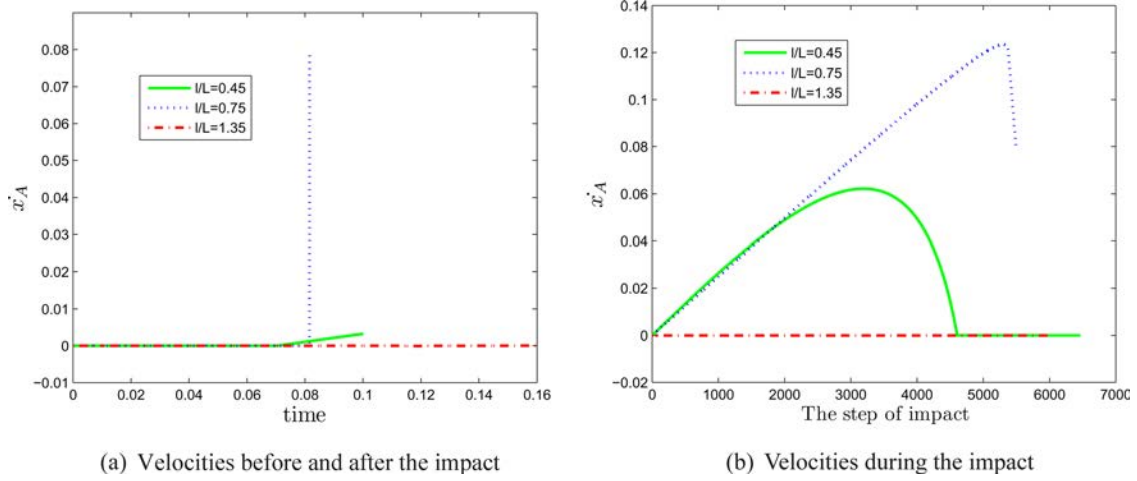 0.08
0.07
0.06
0.05
0.04
0.03
0.02
0.01
0
−0.01
ẋ_A
l/L=0.45
l/L=0.75
l/L=1.35
0 0.02 0.04 0.06 0.08 0.1 0.12 0.14 0.16
time
(a) Velocities before and after the impact
0.14
0.12
0.1
0.08
0.06
0.04
0.02
0
−0.02
ẋ_A
l/L=0.45
l/L=0.75
l/L=1.35
0 1000 2000 3000 4000 5000 6000 7000
The step of impact
(b) Velocities during the impact